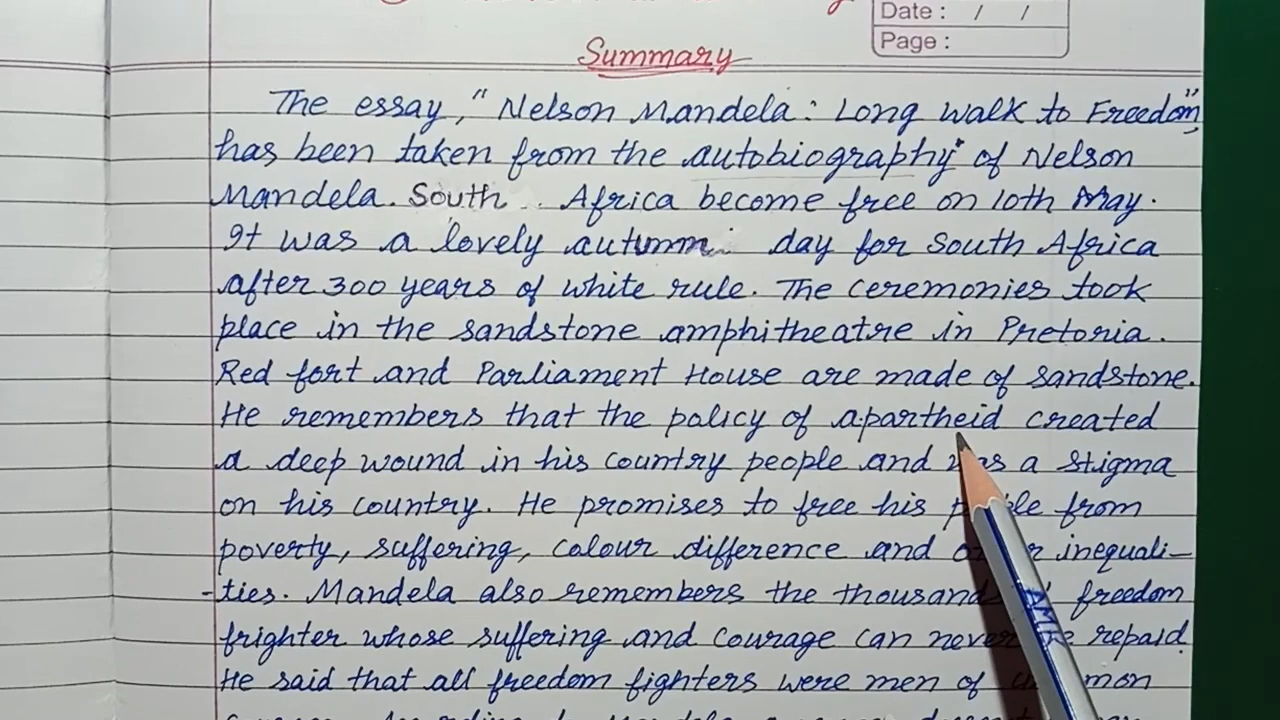 Date : / /
Page :
Summary
The essay, "Nelson Mandela: Long walk to Freedom",
has been taken from the autobiography of Nelson
Mandela. South Africa become free on 10th May.
It was a lovely autumn day for South Africa
after 300 years of white rule. The ceremonies took
place in the sandstone amphitheatre in Pretoria.
Red fort and Parliament House are made of sandstone.
He remembers that the policy of apartheid created
a deep wound in his country people and was a stigma
on his country. He promises to free his people from
poverty, suffering, colour difference and other inequali-
-ties. Mandela also remembers the thousand freedom
frighter whose suffering and courage can never be repaid.
He said that all freedom fighters were men of mon
AMR